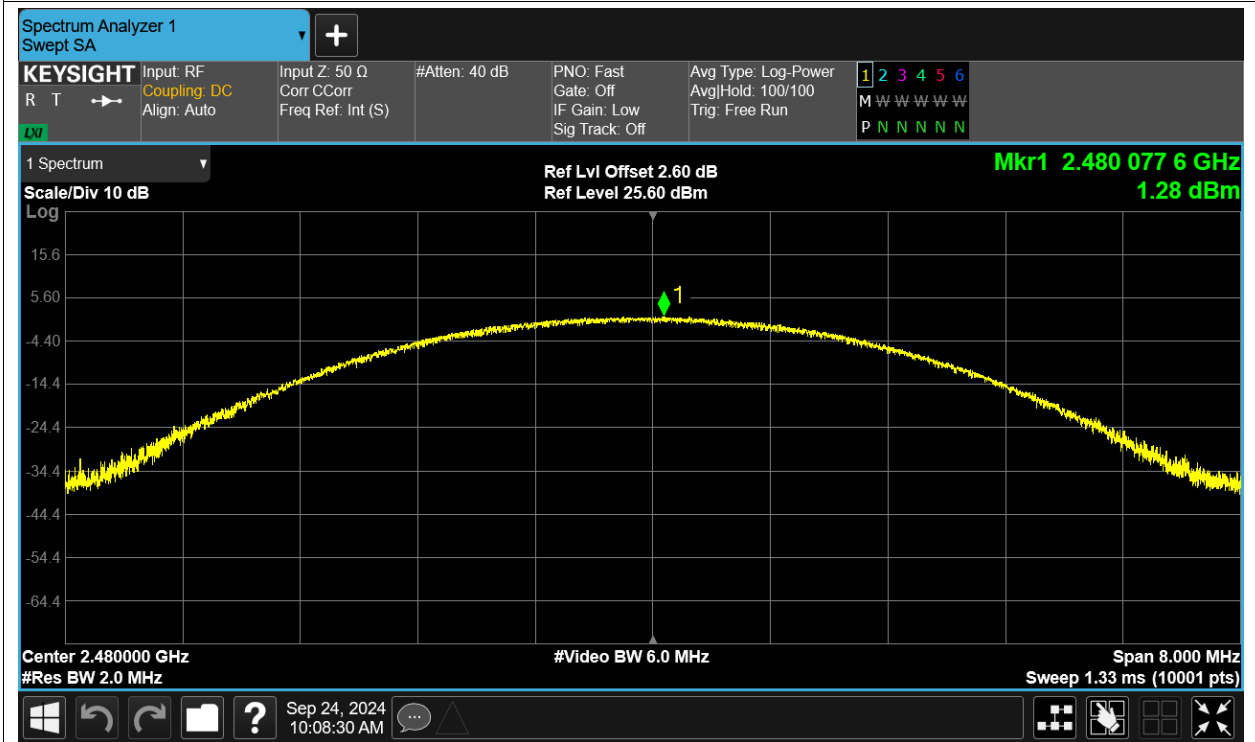 Spectrum Analyzer 1
Swept SA
+
KEYSIGHT
R T
LXI
Input: RF
Coupling: DC
Align: Auto
Input Z: 50 Ω
Corr CCorr
Freq Ref: Int (S)
#Atten: 40 dB
PNO: Fast
Gate: Off
IF Gain: Low
Sig Track: Off
Avg Type: Log-Power
Avg|Hold: 100/100
Trig: Free Run
1 2 3 4 5 6
M W W W W W
P N N N N N
1 Spectrum
Scale/Div 10 dB
Log
Ref Lvl Offset 2.60 dB
Ref Level 25.60 dBm
Mkr1 2.480 077 6 GHz
1.28 dBm
15.6
5.60
-4.40
-14.4
-24.4
-34.4
-44.4
-54.4
-64.4
1
Center 2.480000 GHz
#Res BW 2.0 MHz
#Video BW 6.0 MHz
Span 8.000 MHz
Sweep 1.33 ms (10001 pts)
?
Sep 24, 2024
10:08:30 AM